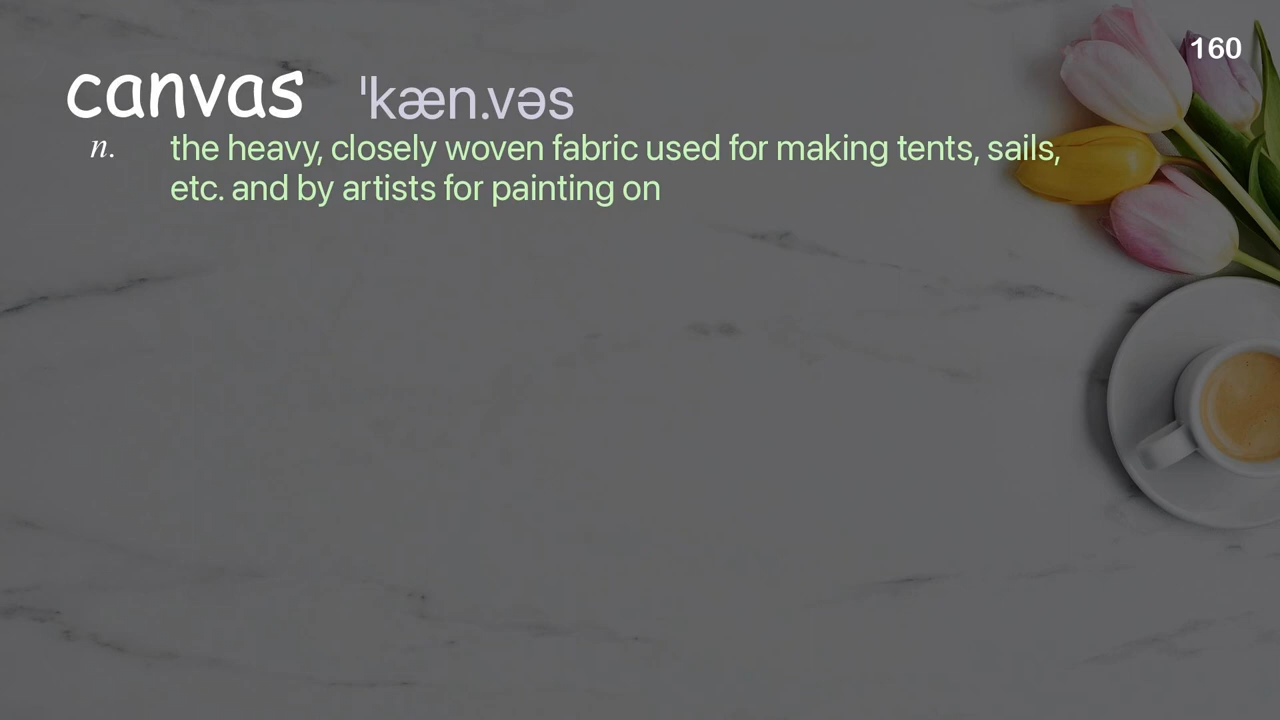 160
canvas ˈkæn.vəs
n. the heavy, closely woven fabric used for making tents, sails,
etc. and by artists for painting on